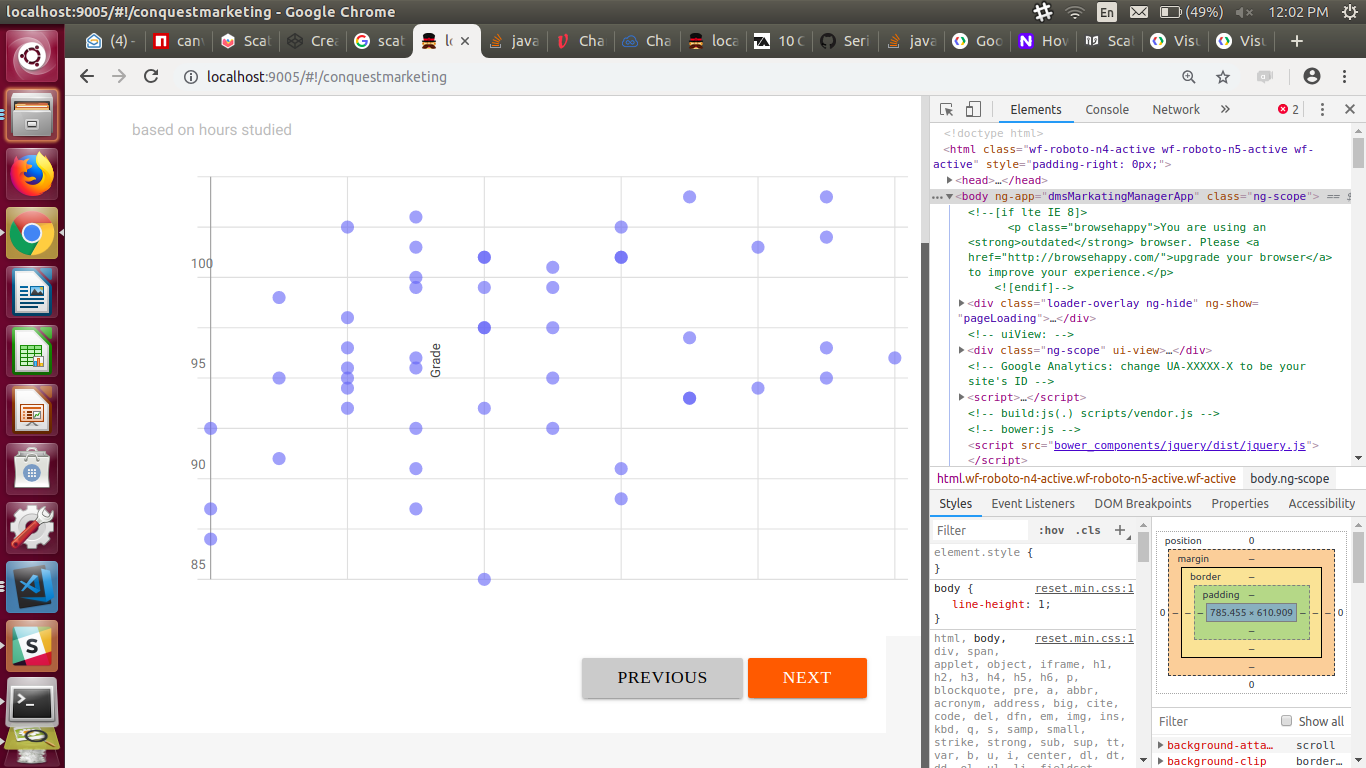 localhost:9005/#!/conquestmarketing - Google Chrome
En (49%) 12:02 PM
(4) - canv Scat Crea scat lo java Cha Cha loca 10 C Seri java Goo Hov Scat Visu Visu
localhost:9005/#!/conquestmarketing
based on hours studied
100
95
90
85
Grade
PREVIOUS
NEXT
Elements Console Network » 2
<!doctype html>
<html class="wf-roboto-n4-active wf-roboto-n5-active wf-
active" style="padding-right: 0px;">
<head>…</head>
…<body ng-app="dmsMarkatingManagerApp" class="ng-scope"> == $
<!--[if lte IE 8]>
<p class="browsehappy">You are using an
<strong>outdated</strong> browser. Please <a
href="http://browsehappy.com/">upgrade your browser</a>
to improve your experience.</p>
<![endif]-->
<div class="loader-overlay ng-hide" ng-show=
"pageLoading">…</div>
<!-- uiView: -->
<div class="ng-scope" ui-view>…</div>
<!-- Google Analytics: change UA-XXXXX-X to be your
site's ID -->
<script>…</script>
<!-- build:js(.) scripts/vendor.js -->
<!-- bower:js -->
<script src="bower_components/jquery/dist/jquery.js">
</script>
html.wf-roboto-n4-active.wf-roboto-n5-active.wf-active body.ng-scope
Styles Event Listeners DOM Breakpoints Properties Accessibility
Filter :hov .cls +
element.style {
}
body { reset.min.css:1
line-height: 1;
}
html, body, reset.min.css:1
div, span,
applet, object, iframe, h1,
h2, h3, h4, h5, h6, p,
blockquote, pre, a, abbr,
acronym, address, big, cite,
code, del, dfn, em, img, ins,
kbd, q, s, samp, small,
strike, strong, sub, sup, tt,
var, b, u, i, center, dl, dt,
dd, ol, ul, li, fieldset,
position 0
margin –
border –
padding –
0 – – – 785.455 × 610.909 – – – 0
–
–
–
0
Filter Show all
background-atta… scroll
background-clip border…